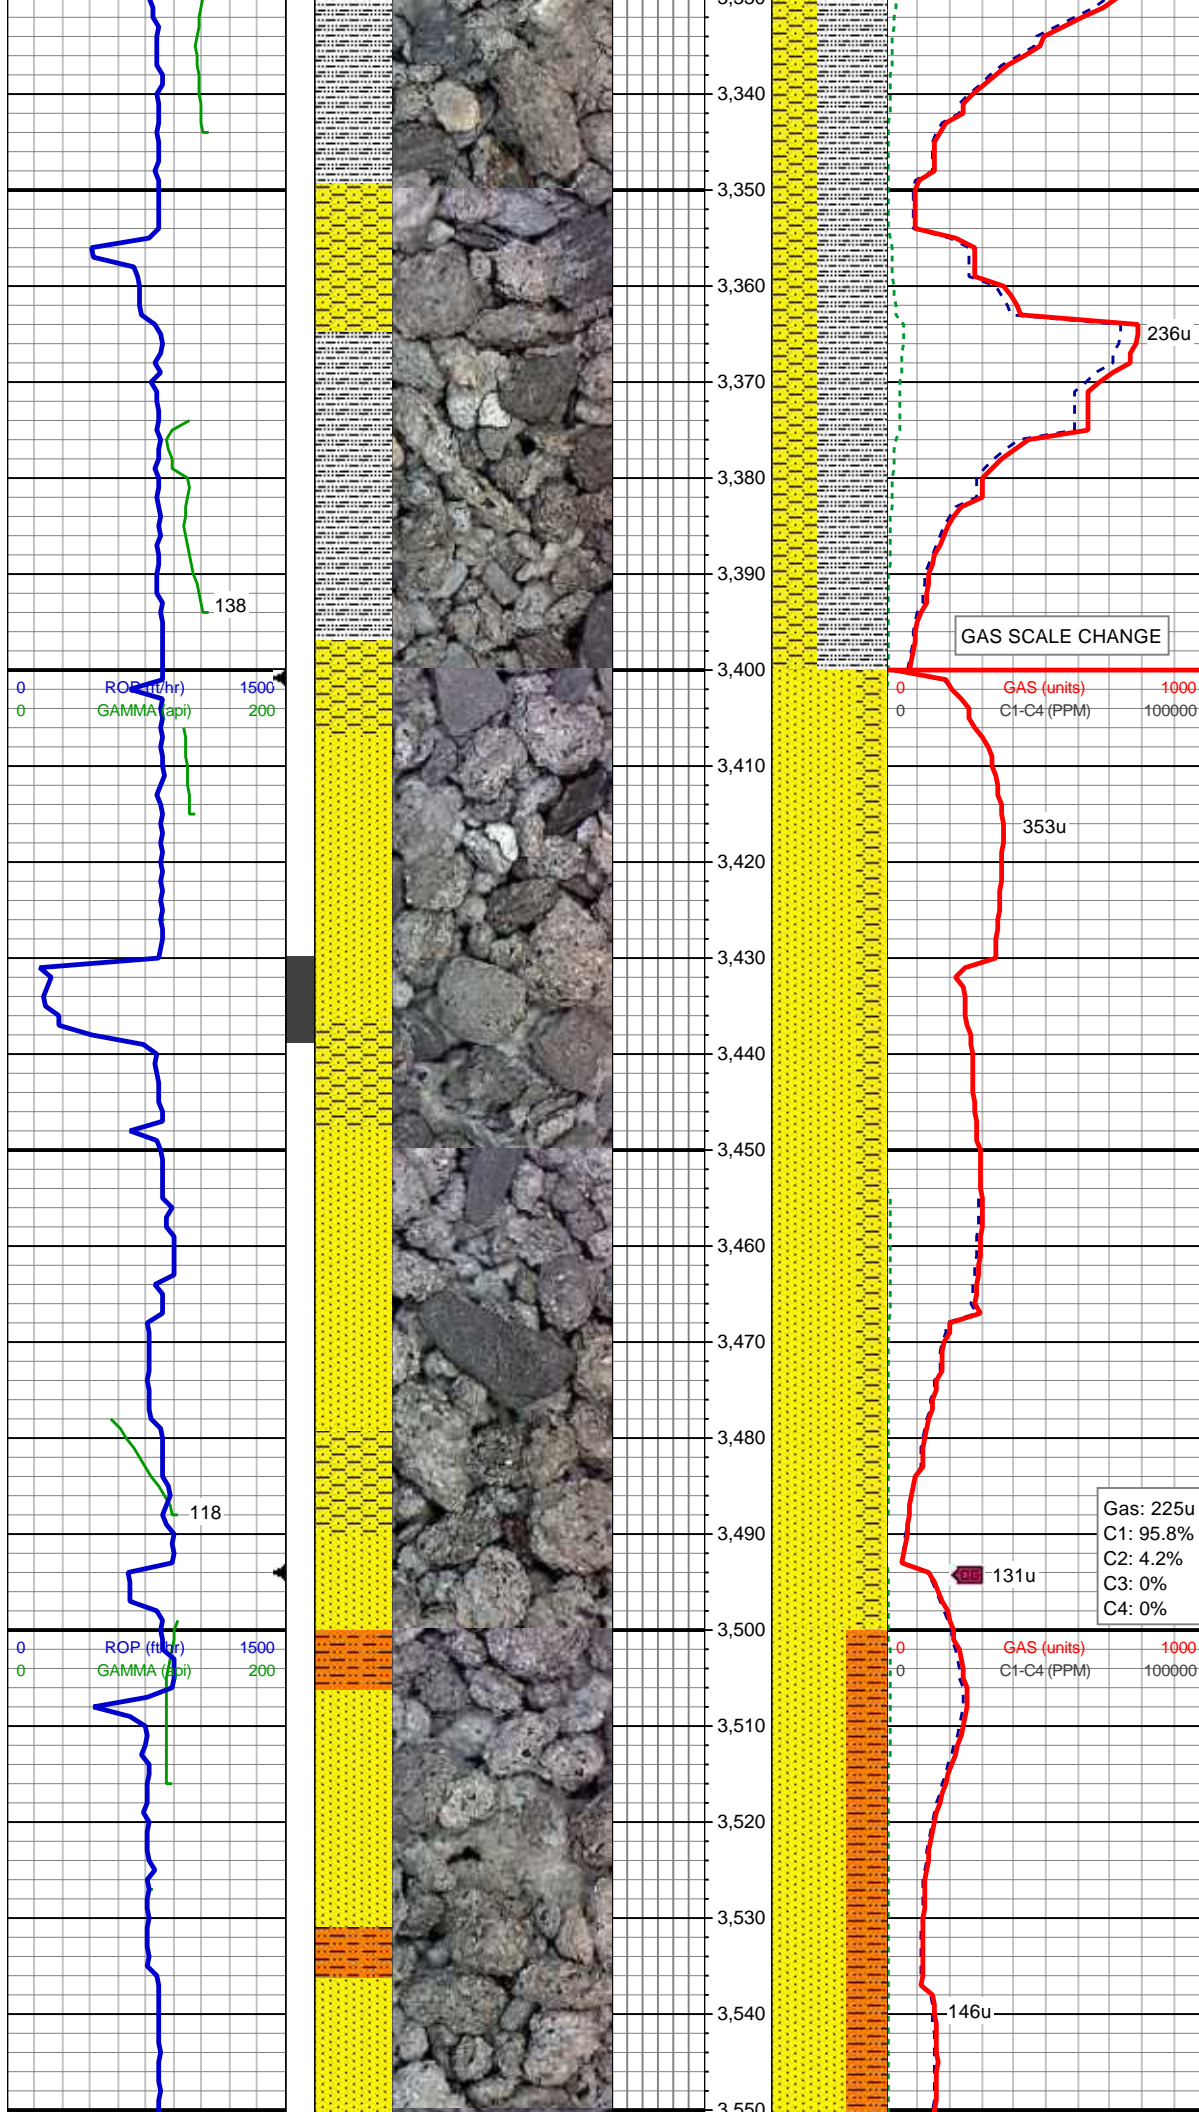 3,340
3,350
3,360
236u
3,370
3,380
3,390
138
GAS SCALE CHANGE
3,400
0 ROP (ft/hr) 1500
0 GAMMA (api) 200
0 GAS (units) 1000
0 C1-C4 (PPM) 100000
3,410
353u
3,420
3,430
3,440
3,450
3,460
3,470
3,480
118
3,490
Gas: 225u
C1: 95.8%
C2: 4.2%
C3: 0%
C4: 0%
CG 131u
3,500
0 ROP (ft/hr) 1500
0 GAMMA (api) 200
0 GAS (units) 1000
0 C1-C4 (PPM) 100000
3,510
3,520
3,530
3,540
146u
3,550